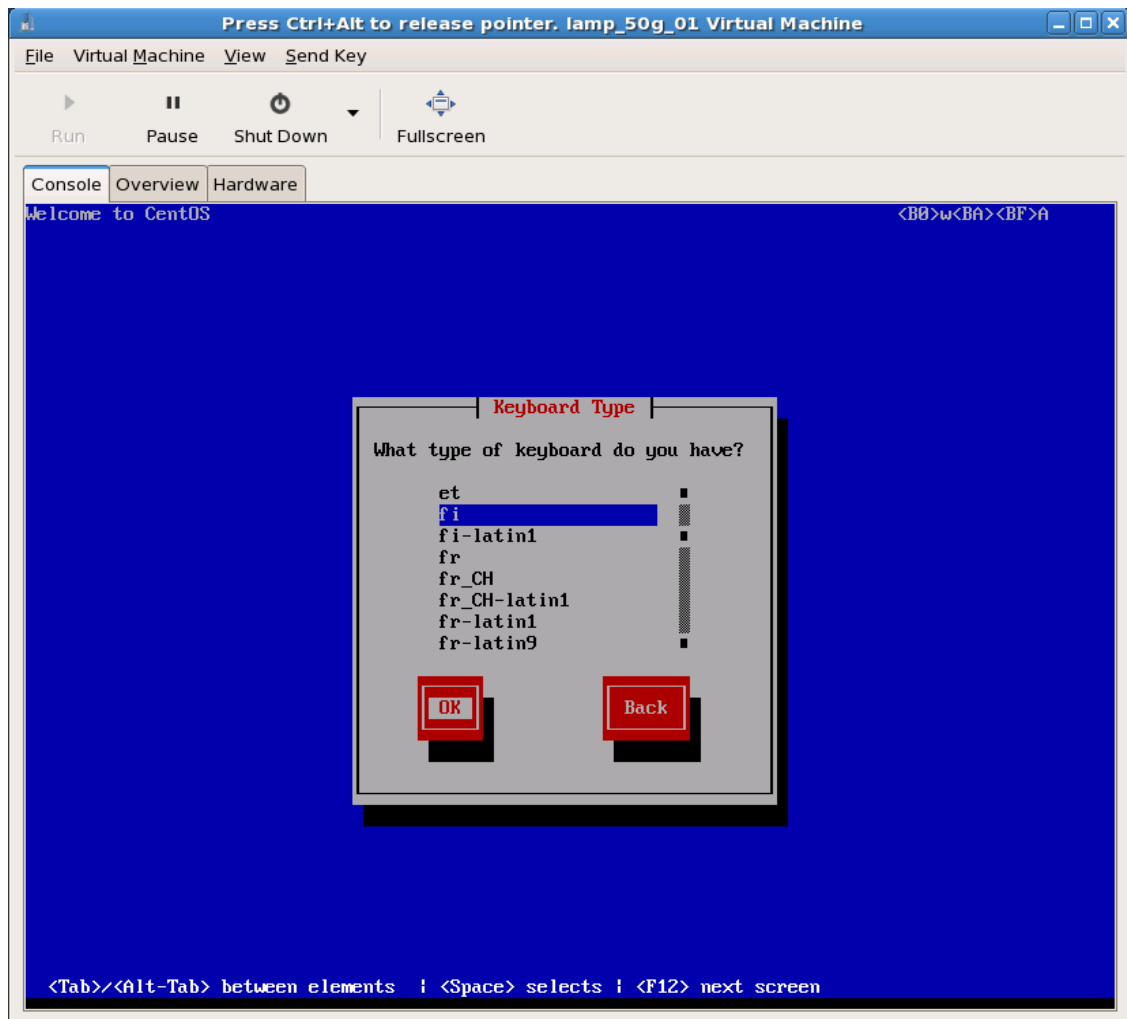 Press Ctrl+Alt to release pointer. lamp_50g_01 Virtual Machine
File Virtual Machine View Send Key
Run Pause Shut Down Fullscreen
Console Overview Hardware
Welcome to CentOS <B0>w<BA><BF>A
Keyboard Type
What type of keyboard do you have?
et
fi
fi-latin1
fr
fr_CH
fr_CH-latin1
fr-latin1
fr-latin9
OK Back
<Tab>/<Alt-Tab> between elements | <Space> selects | <F12> next screen